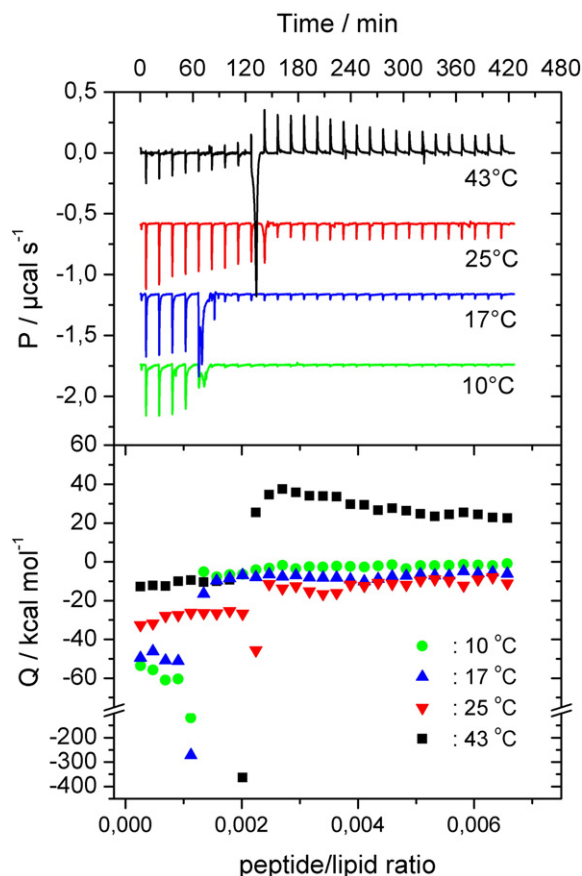 Time / min
0 60 120 180 240 300 360 420 480
0,5
0,0
-0,5
-1,0
-1,5
-2,0
P / µcal s⁻¹
43°C
25°C
17°C
10°C
60
40
20
0
-20
-40
-60
-200
-300
-400
Q / kcal mol⁻¹
: 10 °C
: 17 °C
: 25 °C
: 43 °C
0,000 0,002 0,004 0,006
peptide/lipid ratio